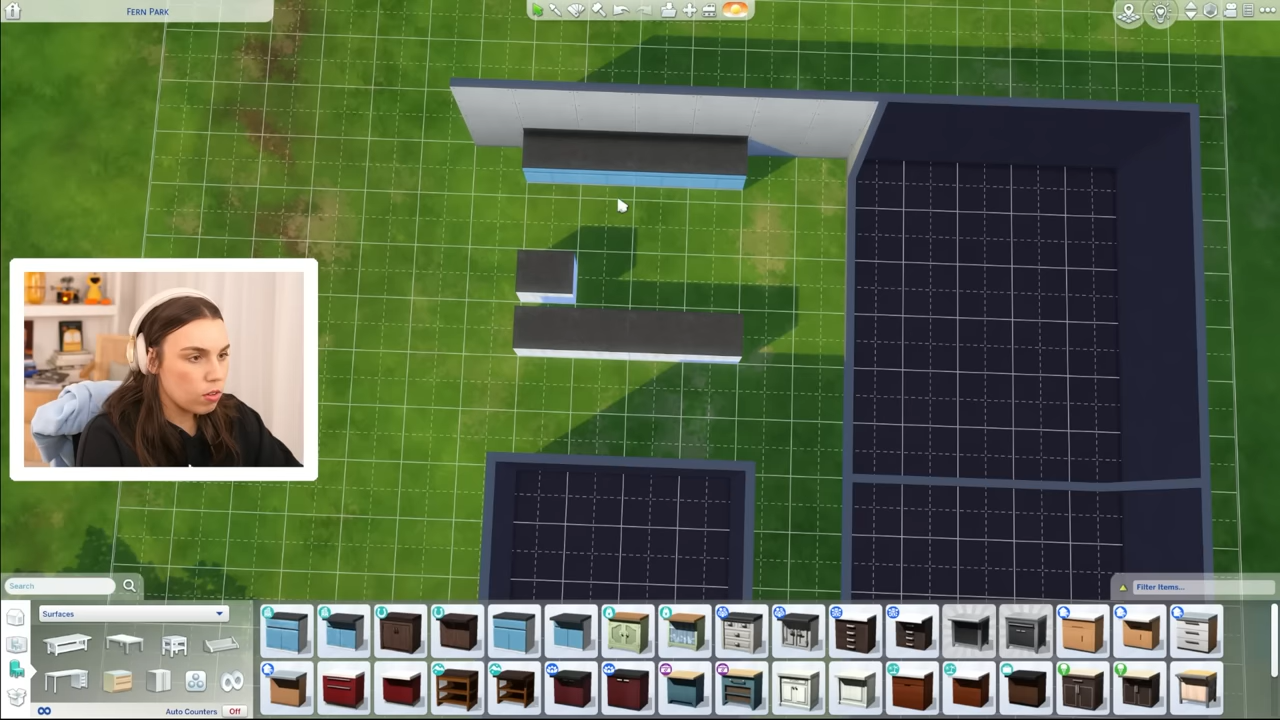 FERN PARK
Search
Filter Items...
Surfaces
Auto Counters
Off